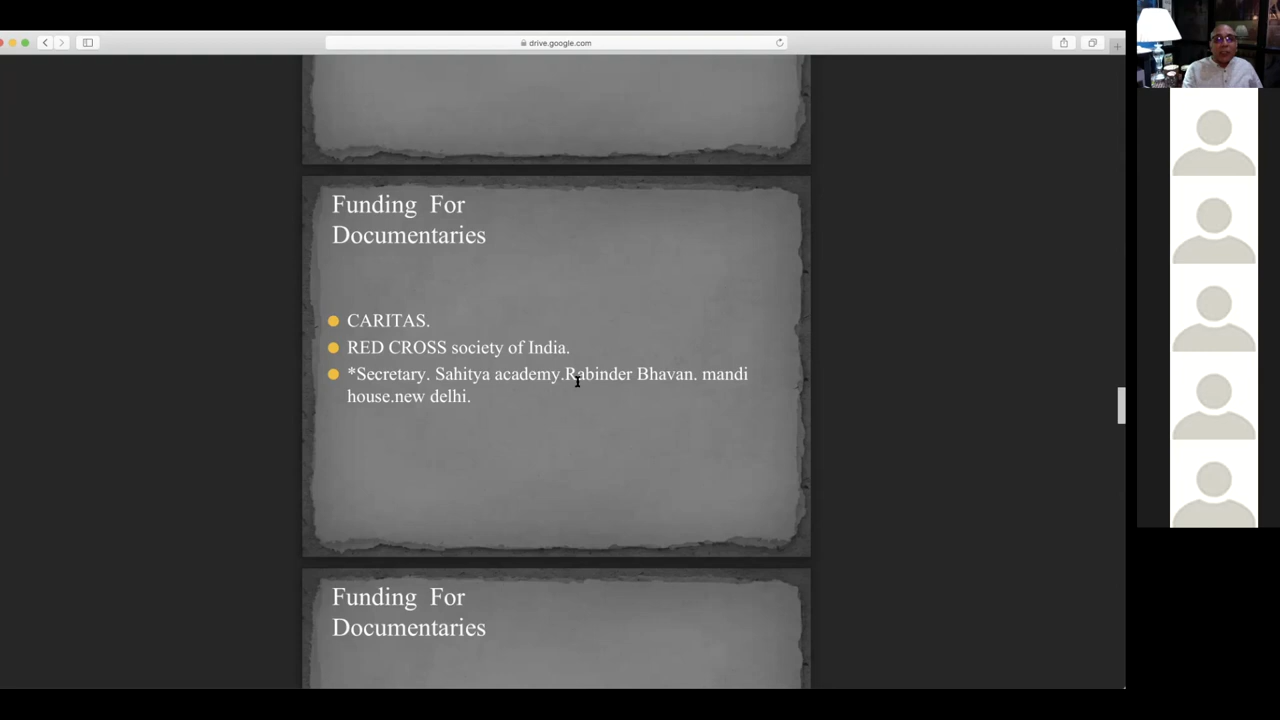 drive.google.com
Funding For
Documentaries
CARITAS.
RED CROSS society of India.
*Secretary. Sahitya academy.Rabinder Bhavan. mandi
house.new delhi.
Funding For
Documentaries